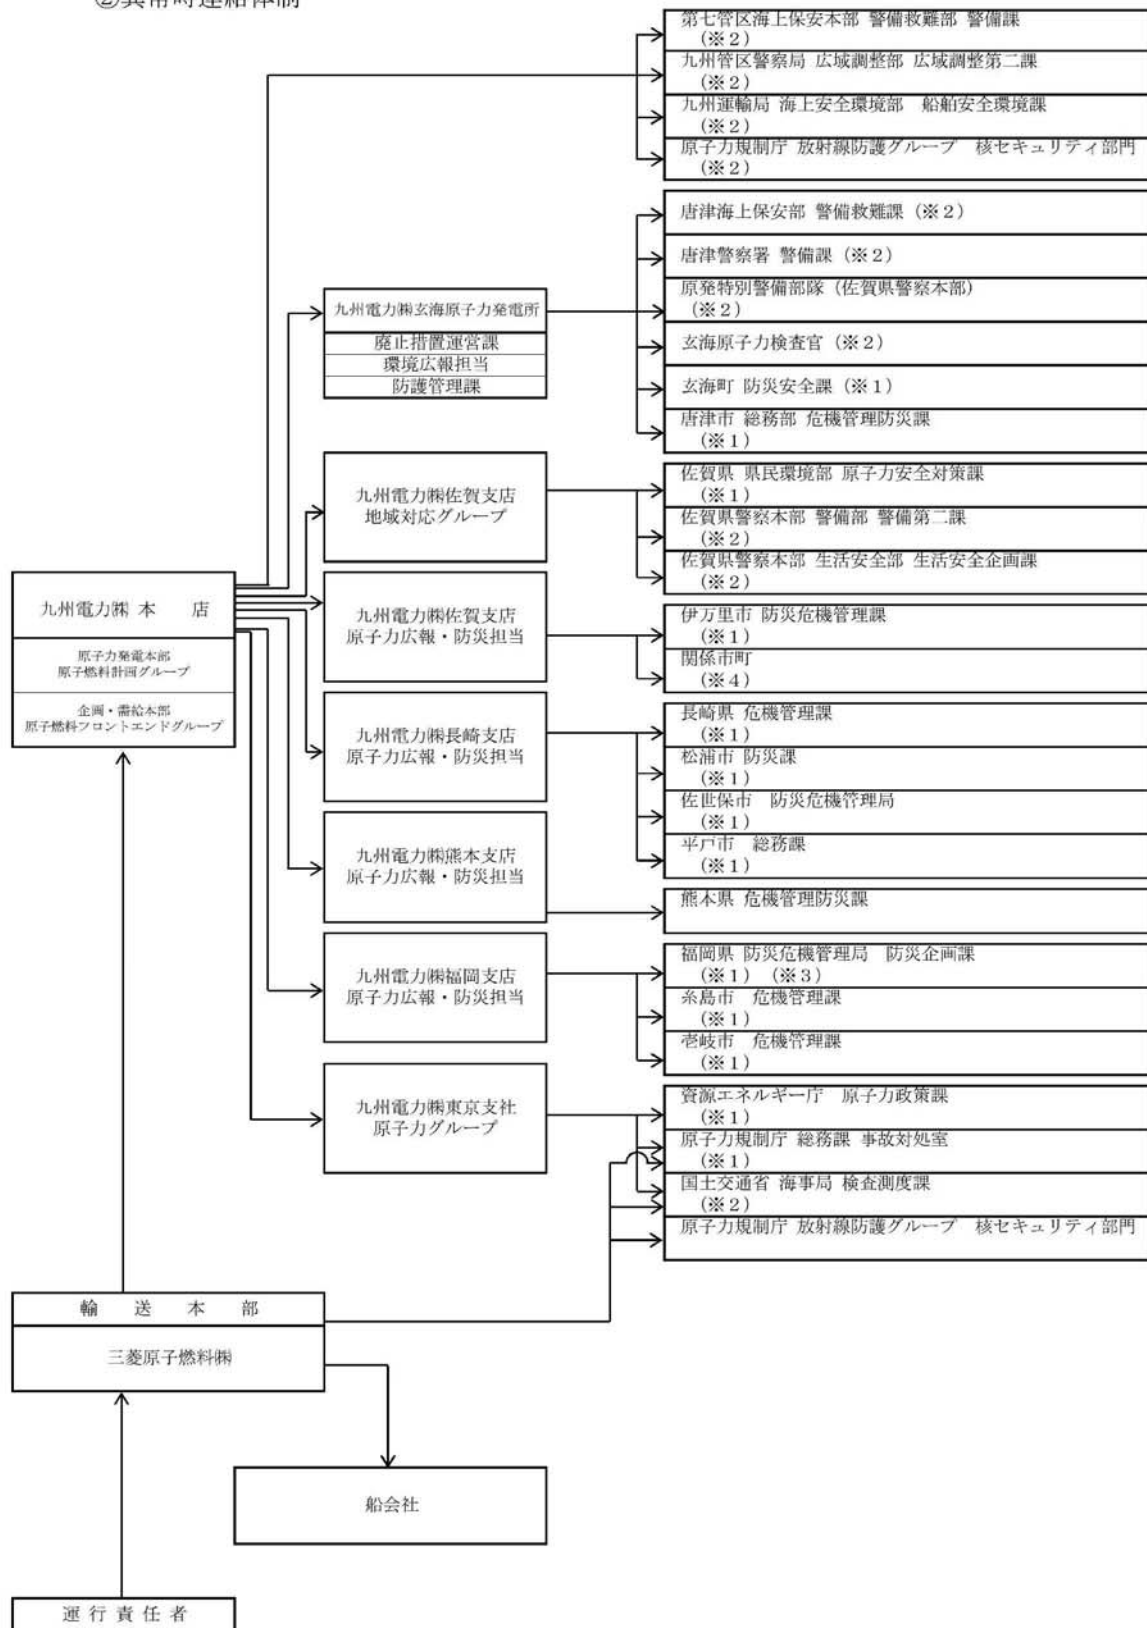 ②異常時連絡体制
第七管区海上保安本部 警備救難部 警備課
(※２)
九州管区警察局 広域調整部 広域調整第二課
(※２)
九州運輸局 海上安全環境部　船舶安全環境課
(※２)
原子力規制庁 放射線防護グループ　核セキュリティ部門
(※２)
九州電力㈱玄海原子力発電所
廃止措置運営課
環境広報担当
防護管理課
唐津海上保安部 警備救難課 (※２)
唐津警察署 警備課 (※２)
原発特別警備部隊 (佐賀県警察本部)
(※２)
玄海原子力検査官 (※２)
玄海町 防災安全課 (※１)
唐津市 総務部 危機管理防災課
(※１)
九州電力㈱佐賀支店
地域対応グループ
佐賀県 県民環境部 原子力安全対策課
(※１)
佐賀県警察本部 警備部 警備第二課
(※２)
佐賀県警察本部 生活安全部 生活安全企画課
(※２)
九州電力㈱ 本　　店
原子力発電本部
原子燃料計画グループ
企画・需給本部
原子燃料フロントエンドグループ
九州電力㈱佐賀支店
原子力広報・防災担当
伊万里市 防災危機管理課
(※１)
関係市町
(※４)
九州電力㈱長崎支店
原子力広報・防災担当
長崎県 危機管理課
(※１)
松浦市 防災課
(※１)
佐世保市　防災危機管理局
(※１)
平戸市　総務課
(※１)
九州電力㈱熊本支店
原子力広報・防災担当
熊本県 危機管理防災課
九州電力㈱福岡支店
原子力広報・防災担当
福岡県 防災危機管理局　防災企画課
(※１)　(※３)
糸島市　危機管理課
(※１)
壱岐市　危機管理課
(※１)
九州電力㈱東京支社
原子力グループ
資源エネルギー庁　原子力政策課
(※１)
原子力規制庁 総務課 事故対処室
(※１)
国土交通省 海事局 検査測度課
(※２)
原子力規制庁 放射線防護グループ　核セキュリティ部門
輸　送　本　部
三菱原子燃料㈱
船会社
運 行 責 任 者